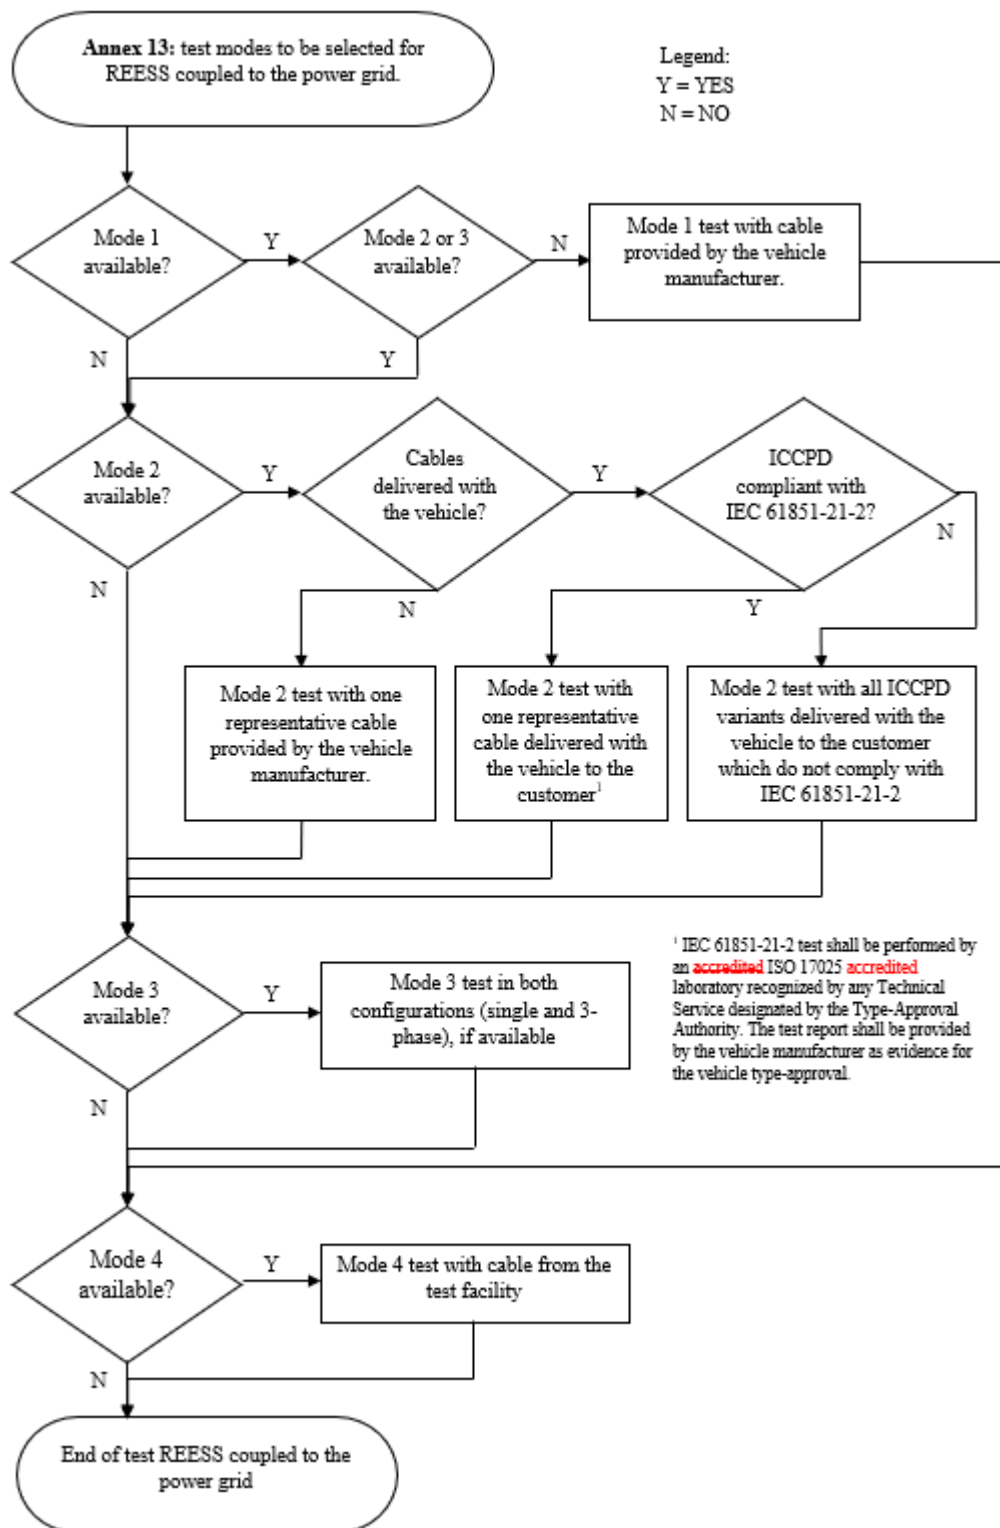 Annex 13: test modes to be selected for
REESS coupled to the power grid.
Legend:
Y = YES
N = NO
Mode 1
available?
Y
Mode 2 or 3
available?
N
Mode 1 test with cable
provided by the vehicle
manufacturer.
N
Y
Mode 2
available?
Y
Cables
delivered with
the vehicle?
Y
ICCPD
compliant with
IEC 61851-21-2?
N
N
N
Y
Mode 2 test with one
representative cable
provided by the vehicle
manufacturer.
Mode 2 test with
one representative
cable delivered with
the vehicle to the
customer¹
Mode 2 test with all ICCPD
variants delivered with the
vehicle to the customer
which do not comply with
IEC 61851-21-2
Mode 3
available?
Y
Mode 3 test in both
configurations (single and 3-
phase), if available
N
¹ IEC 61851-21-2 test shall be performed by
an accredited ISO 17025 accredited
laboratory recognized by any Technical
Service designated by the Type-Approval
Authority. The test report shall be provided
by the vehicle manufacturer as evidence for
the vehicle type-approval.
Mode 4
available?
Y
Mode 4 test with cable from the
test facility
N
End of test REESS coupled to the
power grid